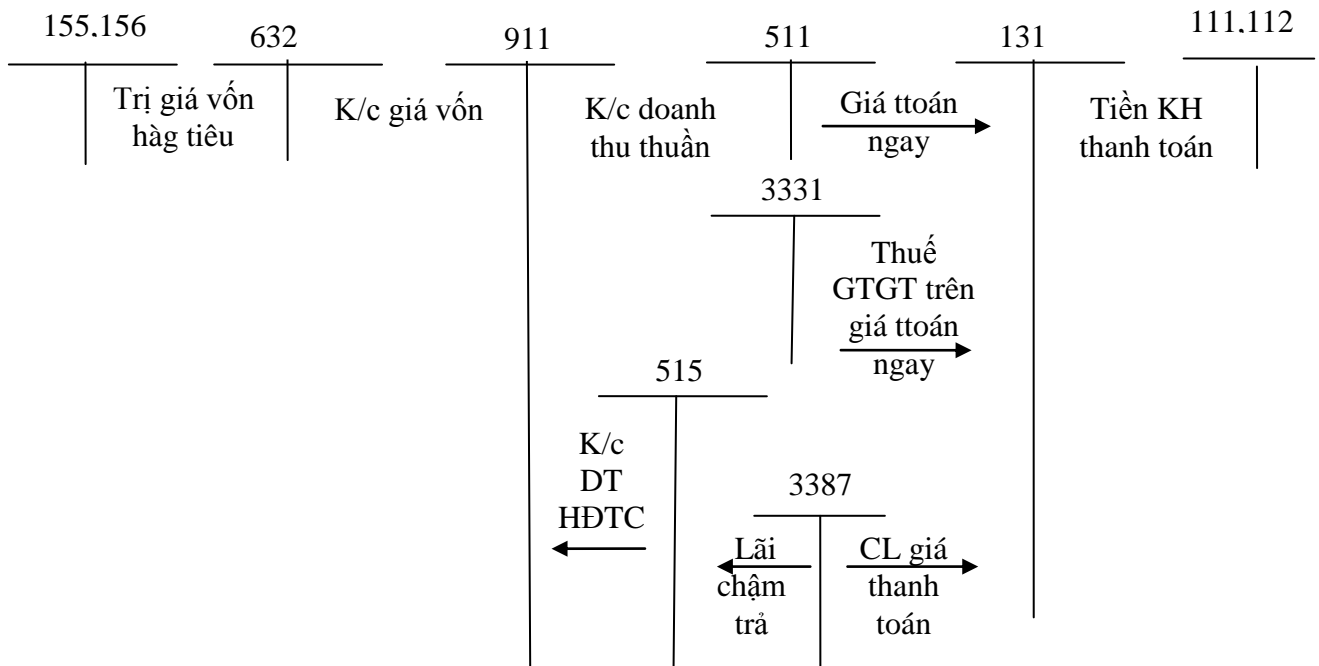 155,156
632
911
511
131
111,112
Trị giá vốn
hàg tiêu
K/c giá vốn
K/c doanh
thu thuần
Giá ttoán
ngay
Tiền KH
thanh toán
3331
Thuế
GTGT trên
giá ttoán
ngay
515
K/c
DT
HĐTC
3387
Lãi
chậm
trả
CL giá
thanh
toán